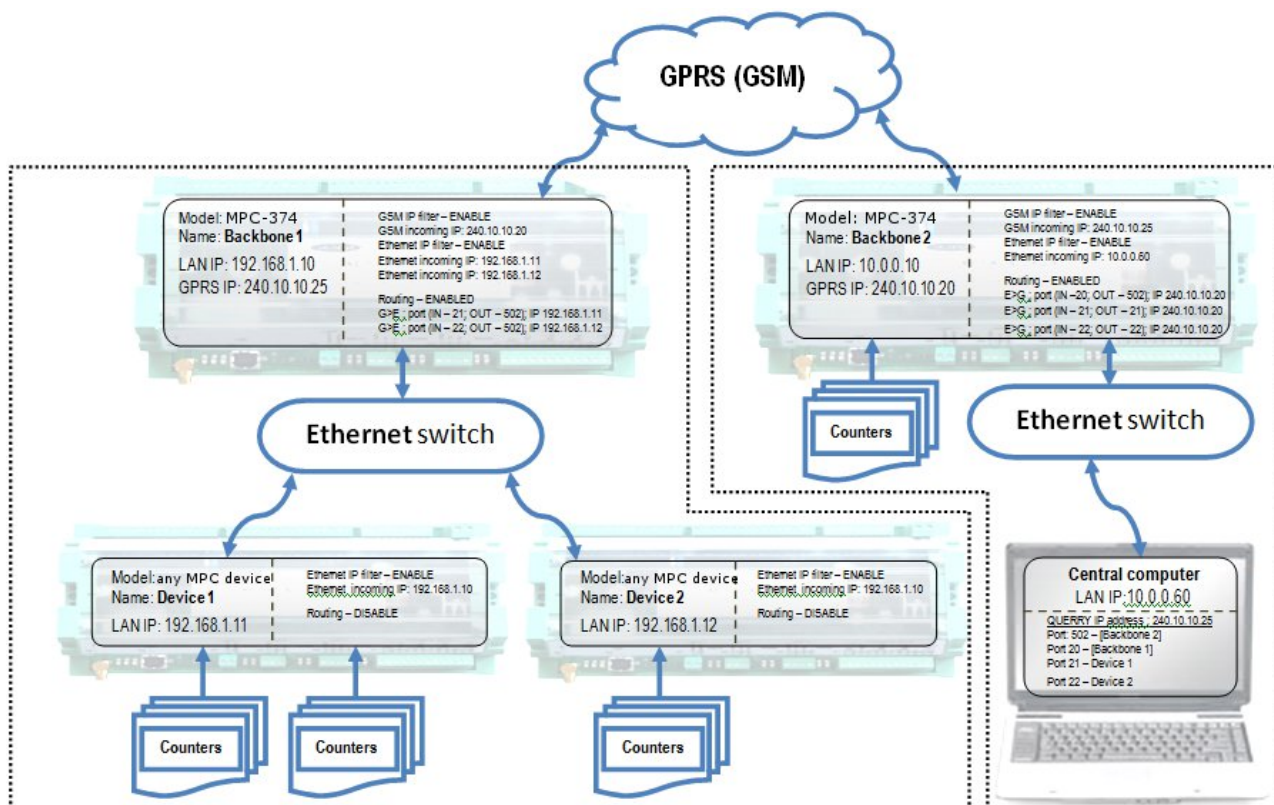 GPRS (GSM)
Model: MPC-374
Name: Backbone1
LAN IP: 192.168.1.10
GPRS IP: 240.10.10.25
GSM IP filter – ENABLE
GSM incoming IP: 240.10.10.20
Ethernet IP filter – ENABLE
Ethernet incoming IP: 192.168.1.11
Ethernet incoming IP: 192.168.1.12
Routing – ENABLED
G>E ; port (IN – 21; OUT – 502); IP 192.168.1.11
G>E ; port (IN – 22; OUT – 502); IP 192.168.1.12
Model: MPC-374
Name: Backbone2
LAN IP: 10.0.0.10
GPRS IP: 240.10.10.20
GSM IP filter – ENABLE
GSM incoming IP: 240.10.10.25
Ethernet IP filter – ENABLE
Ethernet incoming IP: 10.0.0.60
Routing – ENABLED
E>G ; port (IN –20; OUT – 502); IP 240.10.10.20
E>G ; port (IN – 21; OUT – 21); IP 240.10.10.20
E>G ; port (IN – 22; OUT – 22); IP 240.10.10.20
Ethernet switch
Counters
Ethernet switch
Model:any MPC device
Name: Device1
LAN IP: 192.168.1.11
Ethernet IP filter – ENABLE
Ethernet incoming IP: 192.168.1.10
Routing – DISABLE
Model:any MPC device
Name: Device2
LAN IP: 192.168.1.12
Ethernet IP filter – ENABLE
Ethernet incoming IP: 192.168.1.10
Routing – DISABLE
Central computer
LAN IP:10.0.0.60
QUERRY IP address ; 240.10.10.25
Port: 502 – [Backbone 2]
Port 20 – [Backbone 1]
Port 21 – Device 1
Port 22 – Device 2
Counters
Counters
Counters